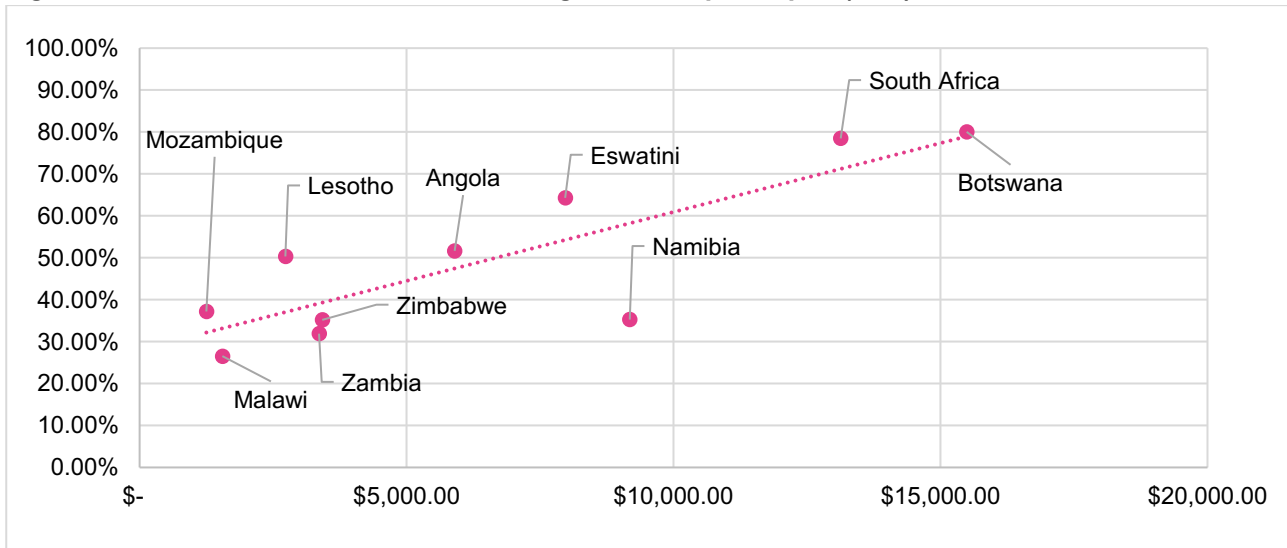 100.00%
90.00%
80.00%
70.00%
60.00%
50.00%
40.00%
30.00%
20.00%
10.00%
0.00%
South Africa
Mozambique
Eswatini
Lesotho
Angola
Botswana
Namibia
Zimbabwe
Zambia
Malawi
$-
$5,000.00
$10,000.00
$15,000.00
$20,000.00